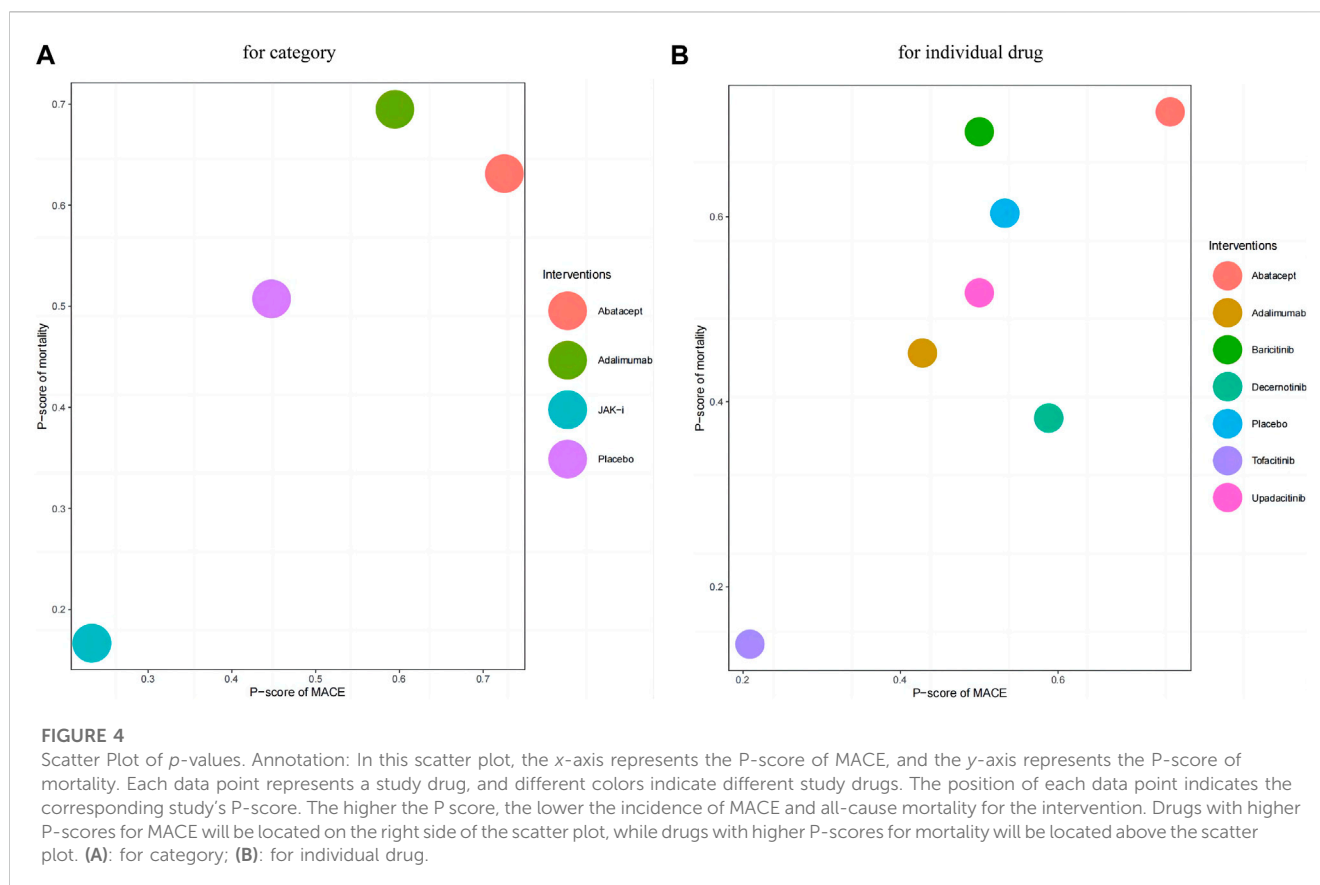 A
for category
P-score of mortality
0.7
0.6
0.5
0.4
0.3
0.2
0.3
0.4
0.5
0.6
0.7
P-score of MACE
Interventions
Abatacept
Adalimumab
JAK-i
Placebo
B
for individual drug
P-score of mortality
0.6
0.4
0.2
0.2
0.4
0.6
P-score of MACE
Interventions
Abatacept
Adalimumab
Baricitinib
Decernotinib
Placebo
Tofacitinib
Upadacitinib
FIGURE 4
Scatter Plot of p-values. Annotation: In this scatter plot, the x-axis represents the P-score of MACE, and the y-axis represents the P-score of
mortality. Each data point represents a study drug, and different colors indicate different study drugs. The position of each data point indicates the
corresponding study's P-score. The higher the P score, the lower the incidence of MACE and all-cause mortality for the intervention. Drugs with higher
P-scores for MACE will be located on the right side of the scatter plot, while drugs with higher P-scores for mortality will be located above the scatter
plot. (A): for category; (B): for individual drug.